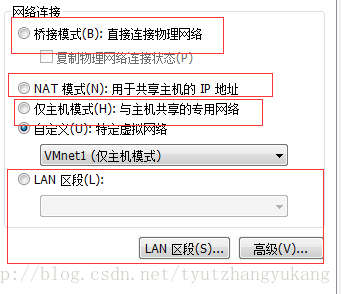 网络连接
桥接模式(B): 直接连接物理网络
复制物理网络连接状态(P)
NAT 模式(N): 用于共享主机的 IP 地址
仅主机模式(H): 与主机共享的专用网络
自定义(U): 特定虚拟网络
VMnet1 (仅主机模式)
LAN 区段(L):
LAN 区段(S)... 高级(V)...
p://blog.csdn.net/tyutzhangyukang